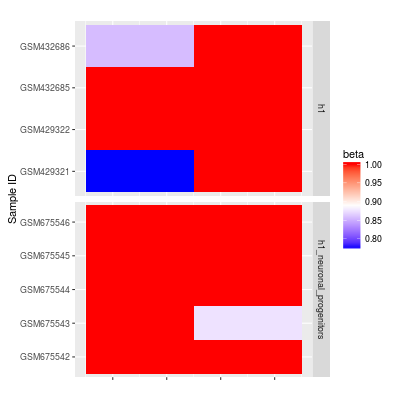 Sample ID
GSM432686
GSM432685
GSM429322
GSM429321
h1
GSM675546
GSM675545
GSM675544
GSM675543
GSM675542
h1_neuronal_progenitors
beta
1.00
0.95
0.90
0.85
0.80